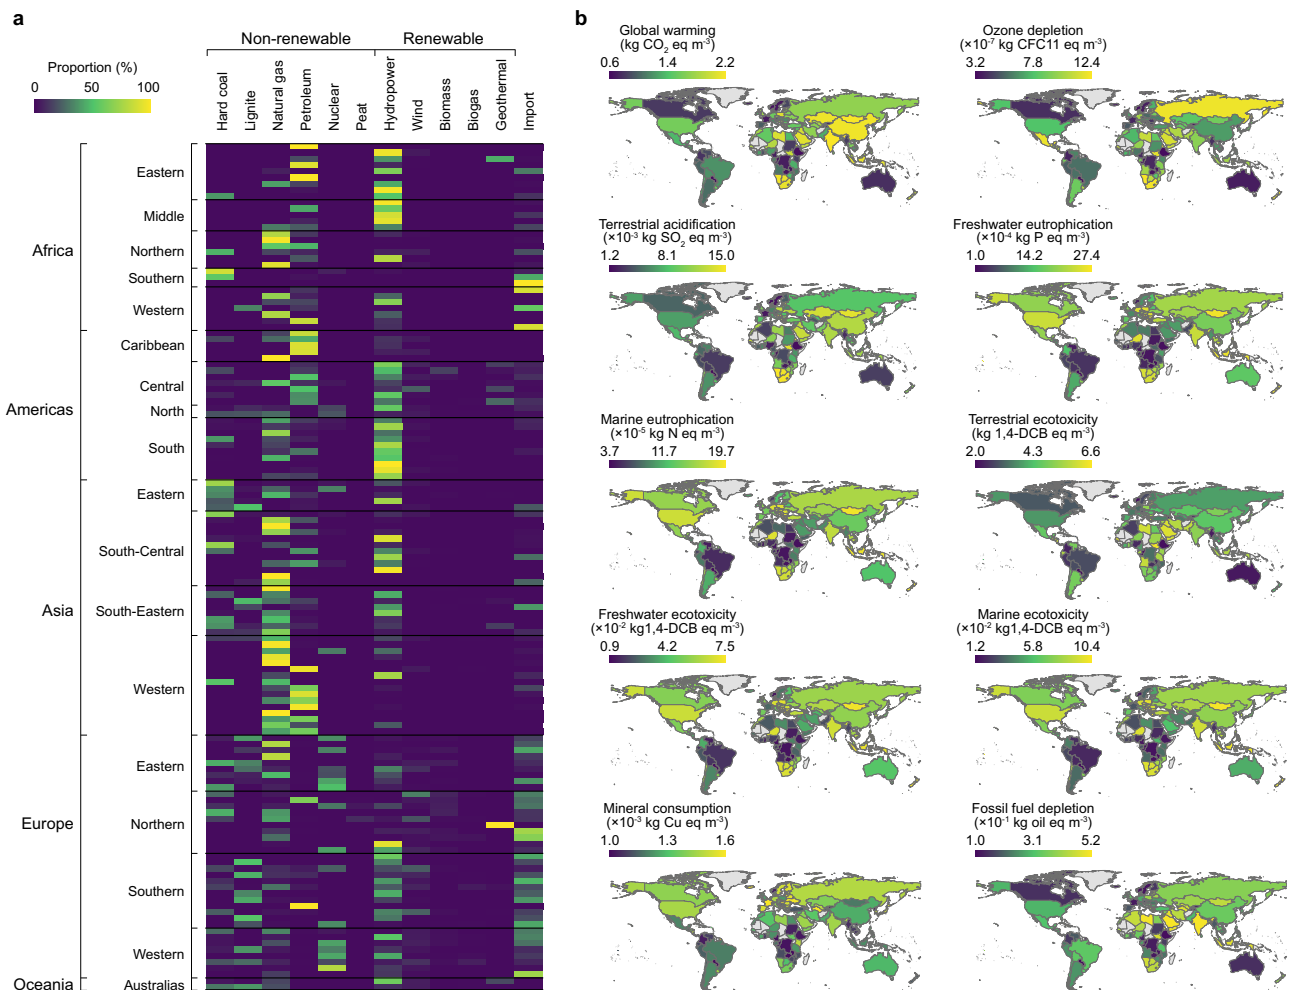 a
Non-renewable
Renewable
Proportion (%)
0
50
100
Hard coal
Lignite
Natural gas
Petroleum
Nuclear
Peat
Hydropower
Wind
Biomass
Biogas
Geothermal
Import
Africa
Eastern
Middle
Northern
Southern
Western
Americas
Caribbean
Central
North
South
Asia
Eastern
South-Central
South-Eastern
Western
Europe
Eastern
Northern
Southern
Western
Oceania
Australias
b
Global warming
(kg CO₂ eq m⁻³)
0.6 1.4 2.2
Ozone depletion
(×10⁻⁷ kg CFC11 eq m⁻³)
3.2 7.8 12.4
Terrestrial acidification
(×10⁻³ kg SO₂ eq m⁻³)
1.2 8.1 15.0
Freshwater eutrophication
(×10⁻⁴ kg P eq m⁻³)
1.0 14.2 27.4
Marine eutrophication
(×10⁻⁵ kg N eq m⁻³)
3.7 11.7 19.7
Terrestrial ecotoxicity
(kg 1,4-DCB eq m⁻³)
2.0 4.3 6.6
Freshwater ecotoxicity
(×10⁻² kg1,4-DCB eq m⁻³)
0.9 4.2 7.5
Marine ecotoxicity
(×10⁻² kg1,4-DCB eq m⁻³)
1.2 5.8 10.4
Mineral consumption
(×10⁻³ kg Cu eq m⁻³)
1.0 1.3 1.6
Fossil fuel depletion
(×10⁻¹ kg oil eq m⁻³)
1.0 3.1 5.2